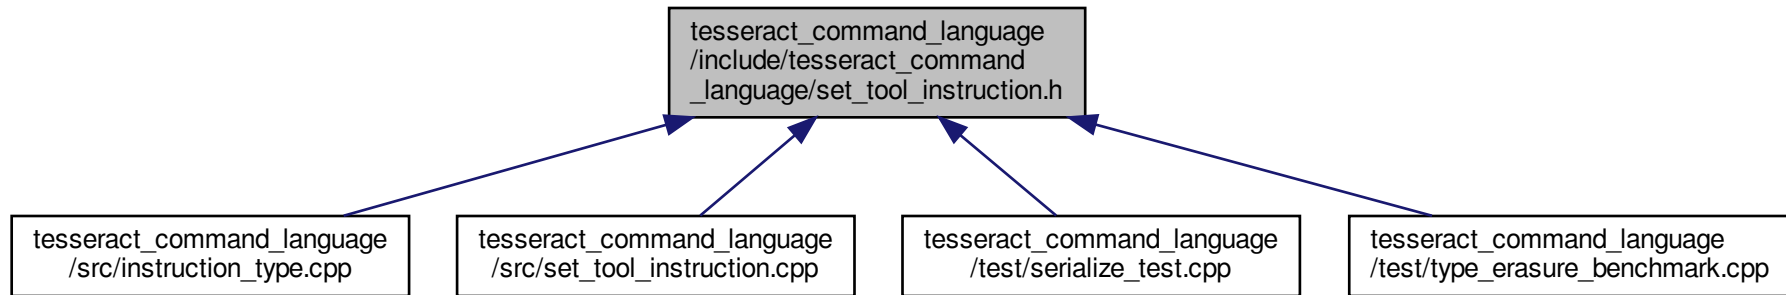 tesseract_command_language
/include/tesseract_command
_language/set_tool_instruction.h
tesseract_command_language
/src/instruction_type.cpp
tesseract_command_language
/src/set_tool_instruction.cpp
tesseract_command_language
/test/serialize_test.cpp
tesseract_command_language
/test/type_erasure_benchmark.cpp